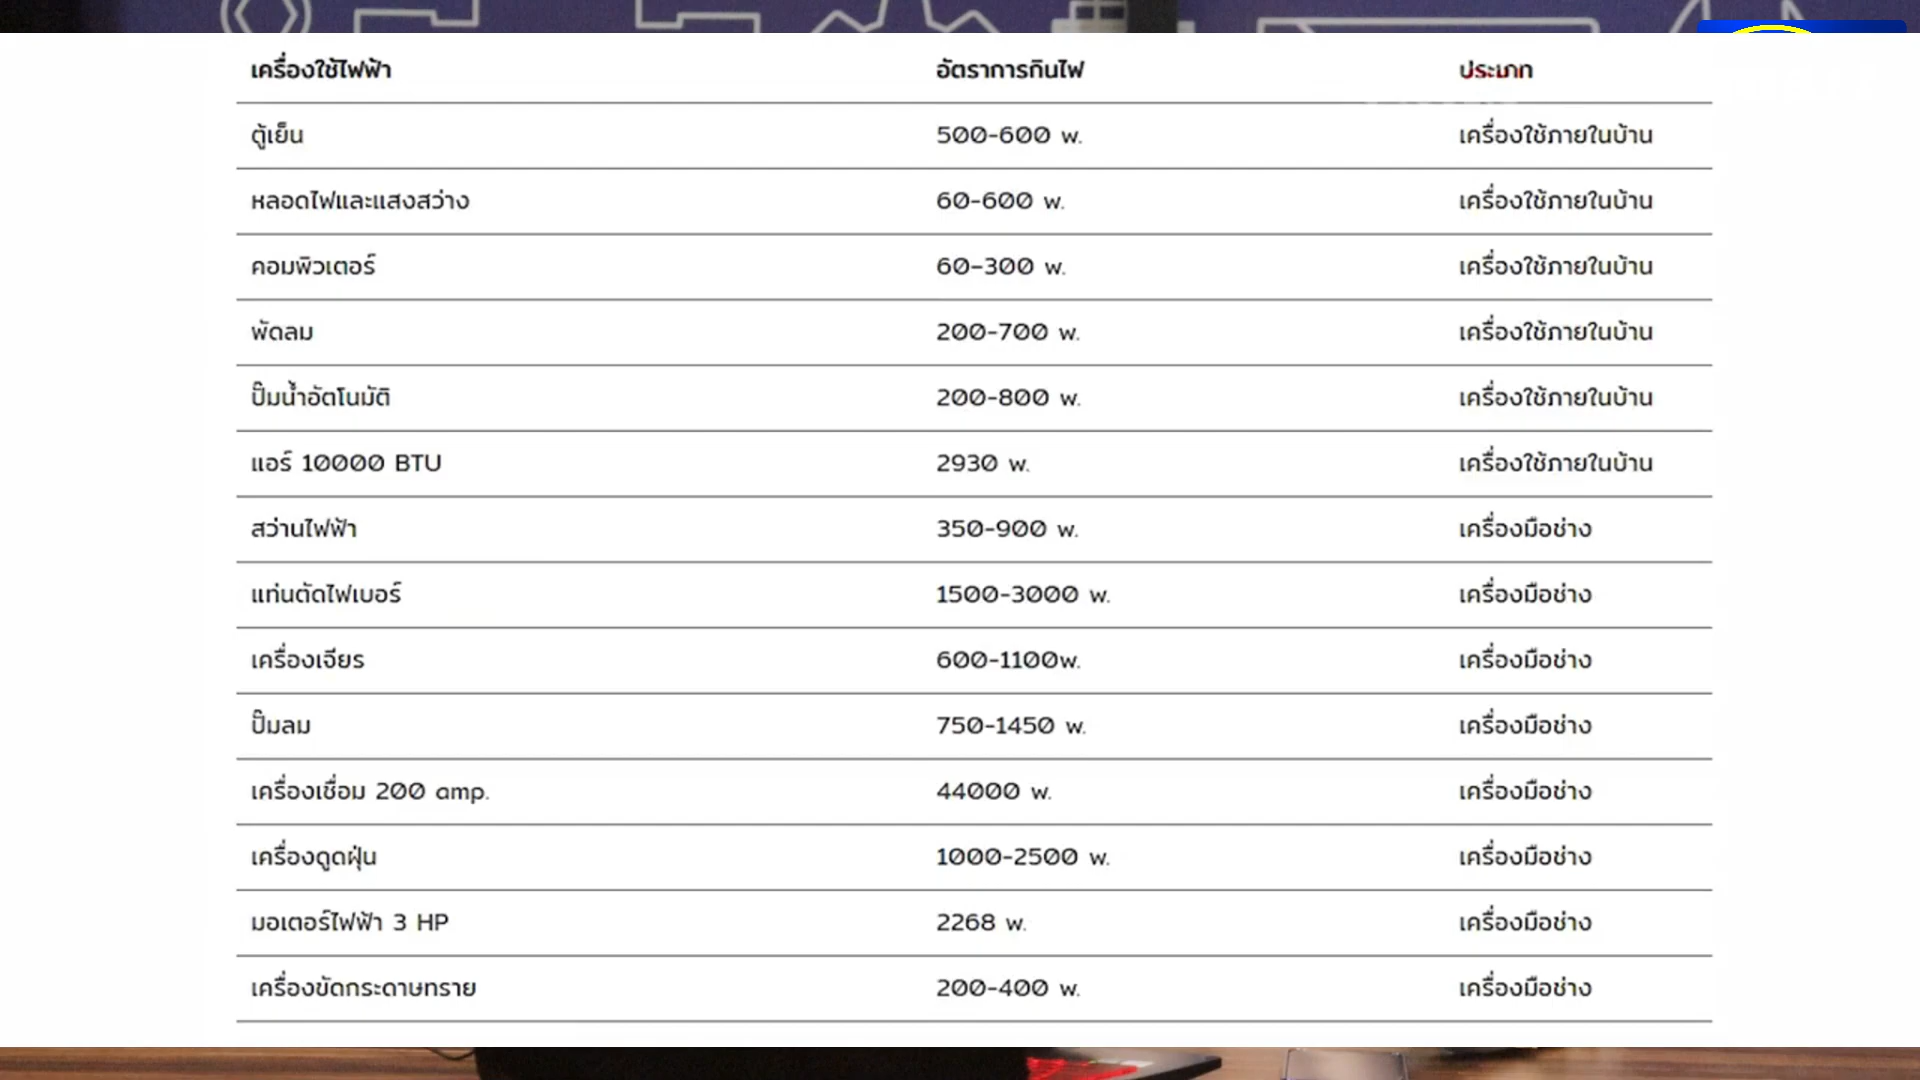 เครื่องใช้ไฟฟ้า อัตราการกินไฟ ประเภท
ตู้เย็น 500-600 w. เครื่องใช้ภายในบ้าน
หลอดไฟและแสงสว่าง 60-600 w. เครื่องใช้ภายในบ้าน
คอมพิวเตอร์ 60-300 w. เครื่องใช้ภายในบ้าน
พัดลม 200-700 w. เครื่องใช้ภายในบ้าน
ปั๊มน้ำอัตโนมัติ 200-800 w. เครื่องใช้ภายในบ้าน
แอร์ 10000 BTU 2930 w. เครื่องใช้ภายในบ้าน
สว่านไฟฟ้า 350-900 w. เครื่องมือช่าง
แท่นตัดไฟเบอร์ 1500-3000 w. เครื่องมือช่าง
เครื่องเจียร 600-1100w. เครื่องมือช่าง
ปั๊มลม 750-1450 w. เครื่องมือช่าง
เครื่องเชื่อม 200 amp. 44000 w. เครื่องมือช่าง
เครื่องดูดฝุ่น 1000-2500 w. เครื่องมือช่าง
มอเตอร์ไฟฟ้า 3 HP 2268 w. เครื่องมือช่าง
เครื่องขัดกระดาษทราย 200-400 w. เครื่องมือช่าง